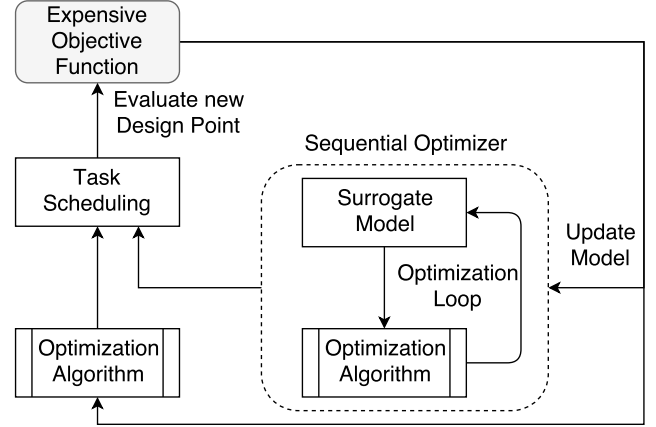 Expensive
Objective
Function
Evaluate new
Design Point
Sequential Optimizer
Task
Scheduling
Surrogate
Model
Update
Model
Optimization
Loop
Optimization
Algorithm
Optimization
Algorithm